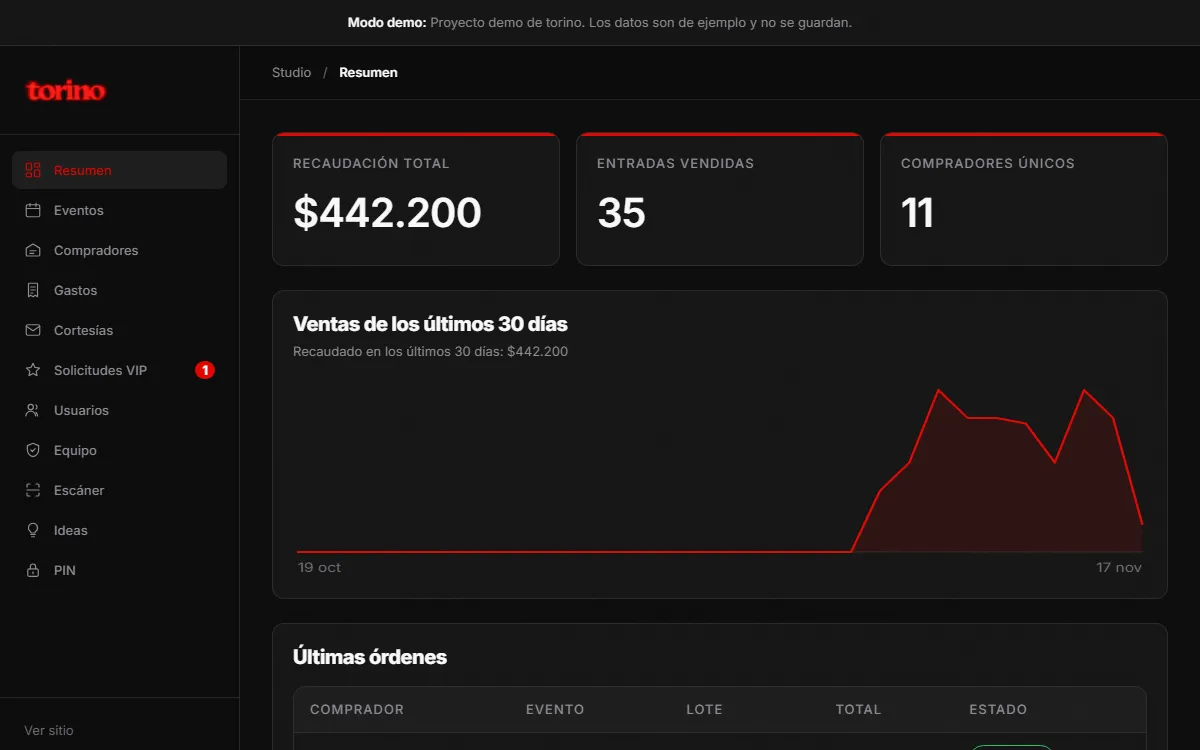 Modo demo: Proyecto demo de torino. Los datos son de ejemplo y no se guardan.
torino
Studio / Resumen
Resumen
Eventos
Compradores
Gastos
Cortesías
Solicitudes VIP 1
Usuarios
Equipo
Escáner
Ideas
PIN
Ver sitio
RECAUDACIÓN TOTAL
$442.200
ENTRADAS VENDIDAS
35
COMPRADORES ÚNICOS
11
Ventas de los últimos 30 días
Recaudado en los últimos 30 días: $442.200
19 oct 17 nov
Últimas órdenes
COMPRADOR EVENTO LOTE TOTAL ESTADO